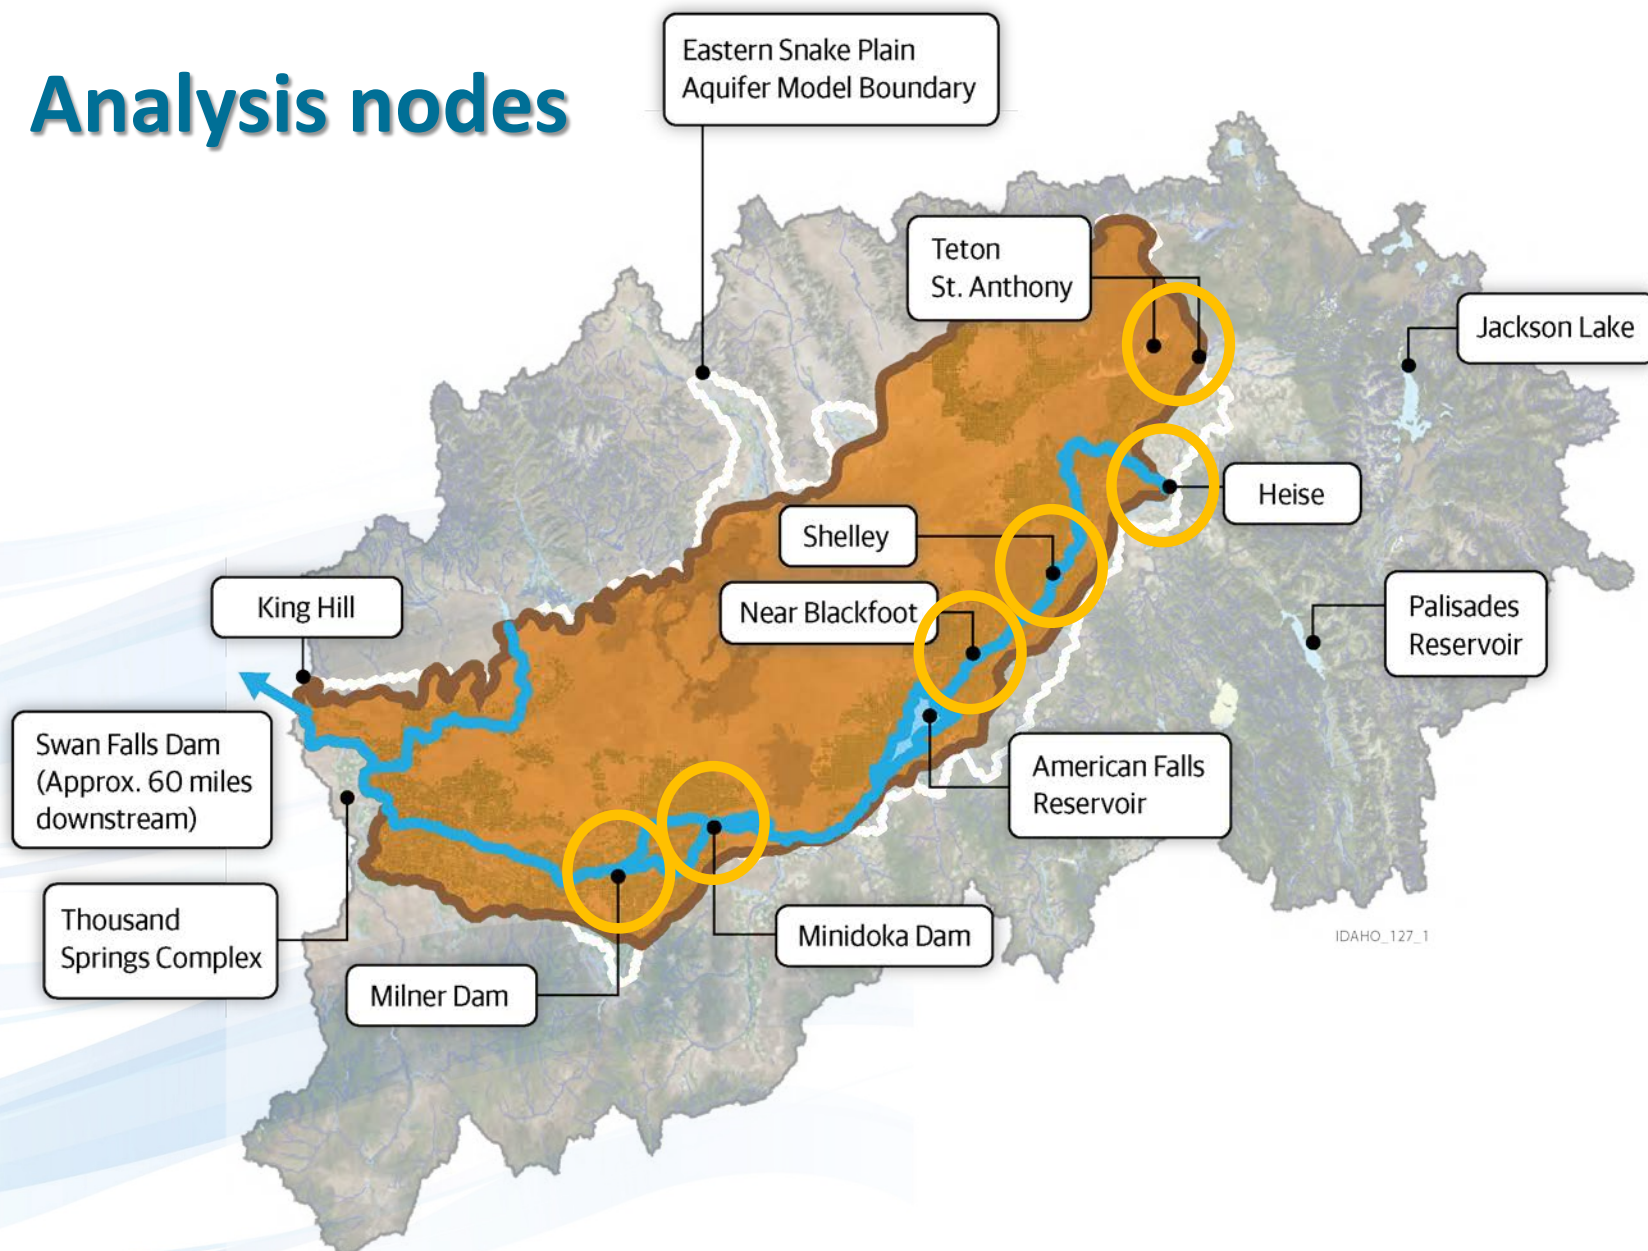 Analysis nodes
Eastern Snake Plain
Aquifer Model Boundary
Teton
St. Anthony
Jackson Lake
Heise
Shelley
Near Blackfoot
King Hill
Palisades
Reservoir
Swan Falls Dam
(Approx. 60 miles
downstream)
American Falls
Reservoir
Thousand
Springs Complex
Minidoka Dam
Milner Dam
IDAHO_127_1